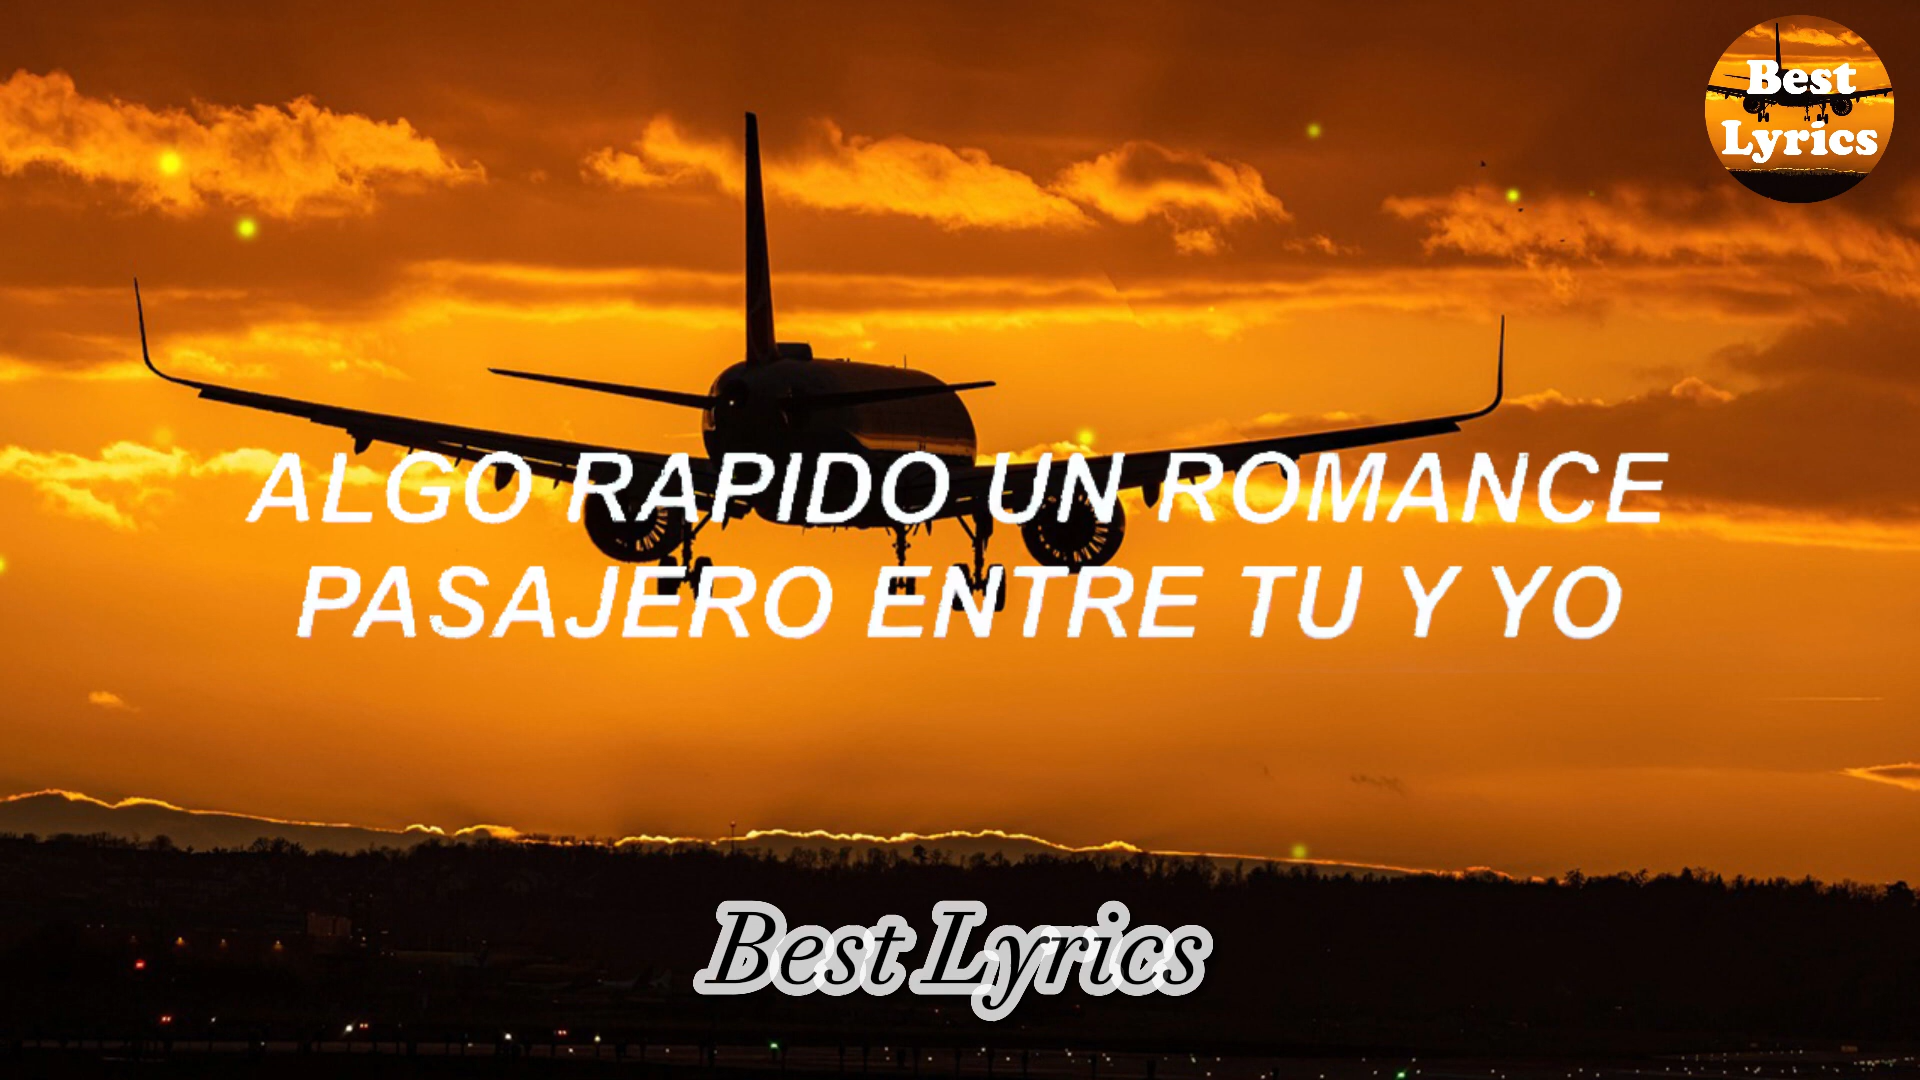 Best
Lyrics
ALGO RAPIDO UN ROMANCE
PASAJERO ENTRE TU Y YO
Best Lyrics